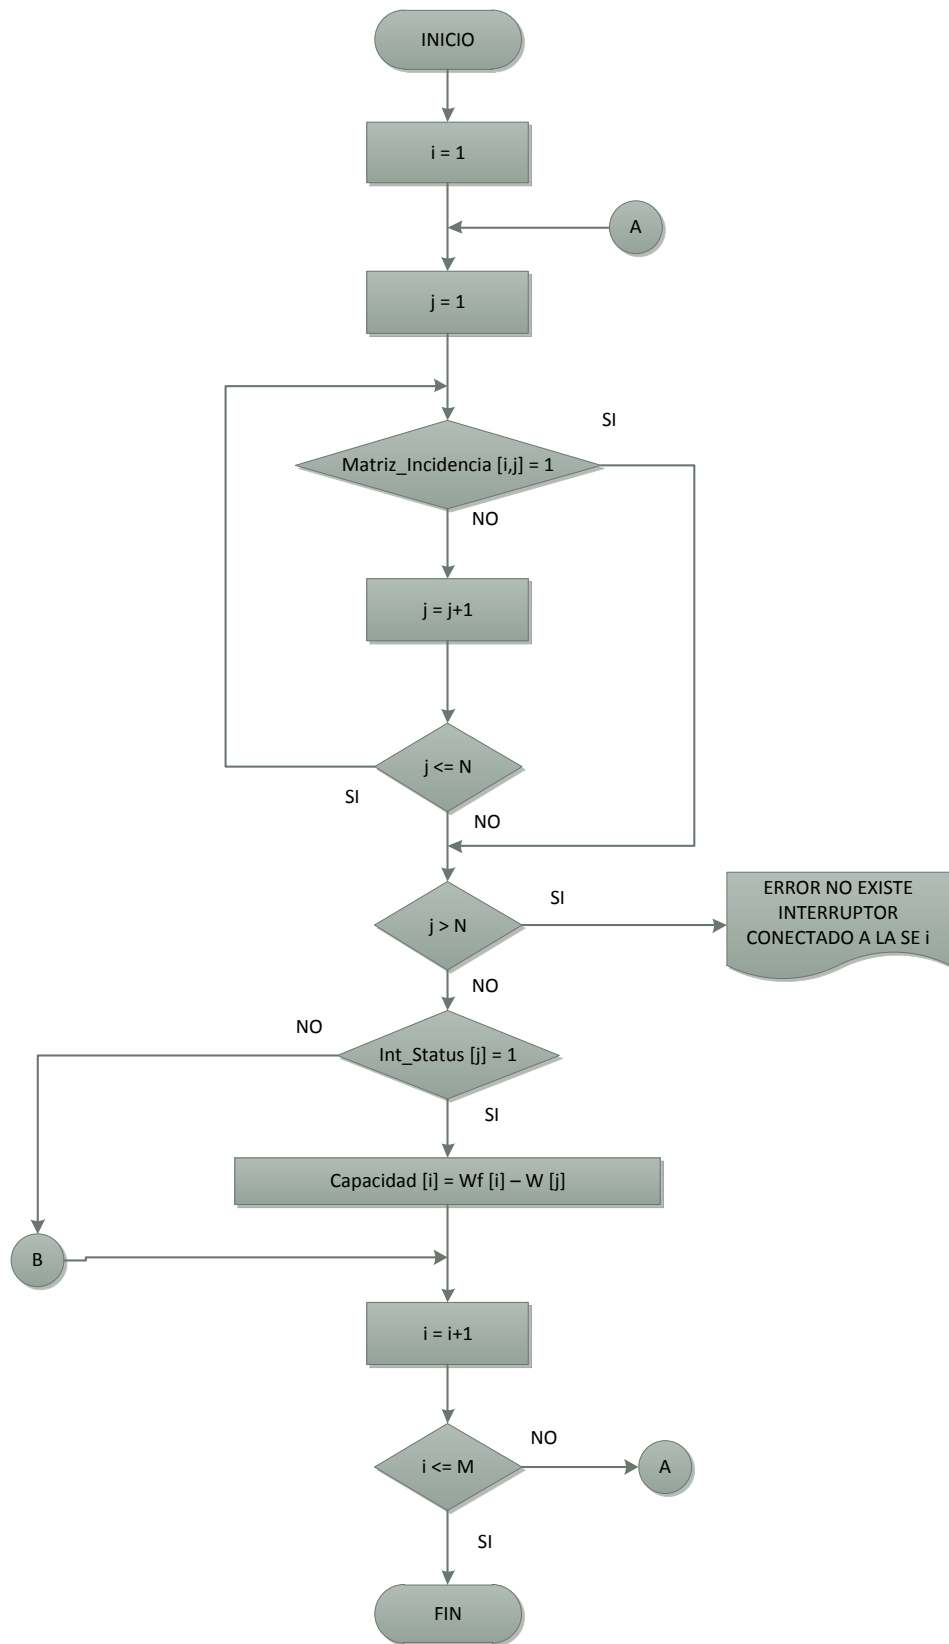 INICIO
i = 1
A
j = 1
SI
Matriz_Incidencia [i,j] = 1
NO
j = j+1
j <= N
SI
NO
ERROR NO EXISTE
INTERRUPTOR
CONECTADO A LA SE i
SI
j > N
NO
NO
Int_Status [j] = 1
SI
Capacidad [i] = Wf [i] – W [j]
B
i = i+1
NO
i <= M
A
SI
FIN